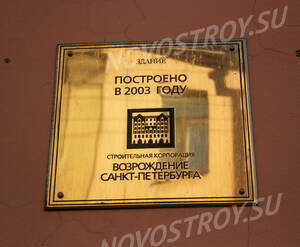 NOVOSTROY.SU
ЗДАНИЕ
ПОСТРОЕНО
В 2003 ГОДУ
СТРОИТЕЛЬНАЯ КОРПОРАЦИЯ
ВОЗРОЖДЕНИЕ
САНКТ-ПЕТЕРБУРГА
NOVOSTROY.SU